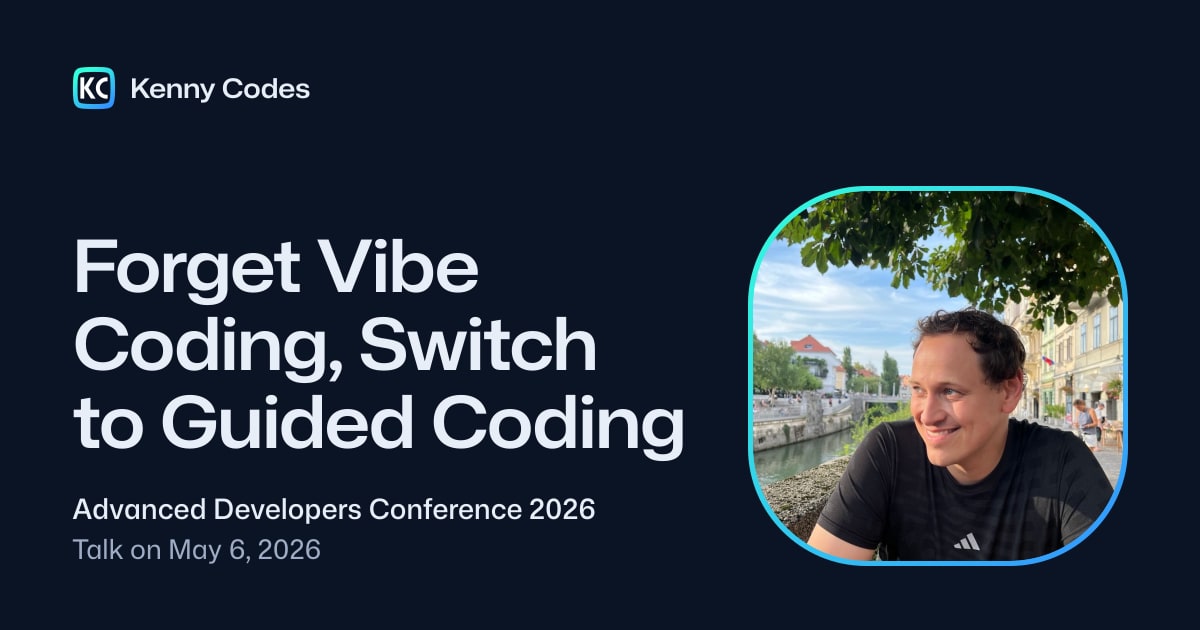 KC Kenny Codes
Forget Vibe
Coding, Switch
to Guided Coding
Advanced Developers Conference 2026
Talk on May 6, 2026